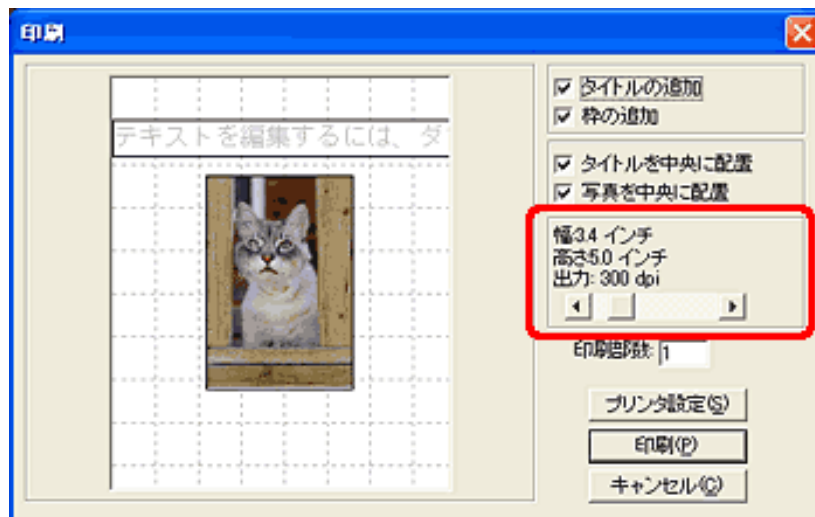 印刷
テキストを編集するには、ダ
タイトルの追加
枠の追加
タイトルを中央に配置
写真を中央に配置
幅3.4 インチ
高さ5.0 インチ
出力: 300 dpi
印刷部数: 1
プリンタ設定(S)
印刷(P)
キャンセル(C)